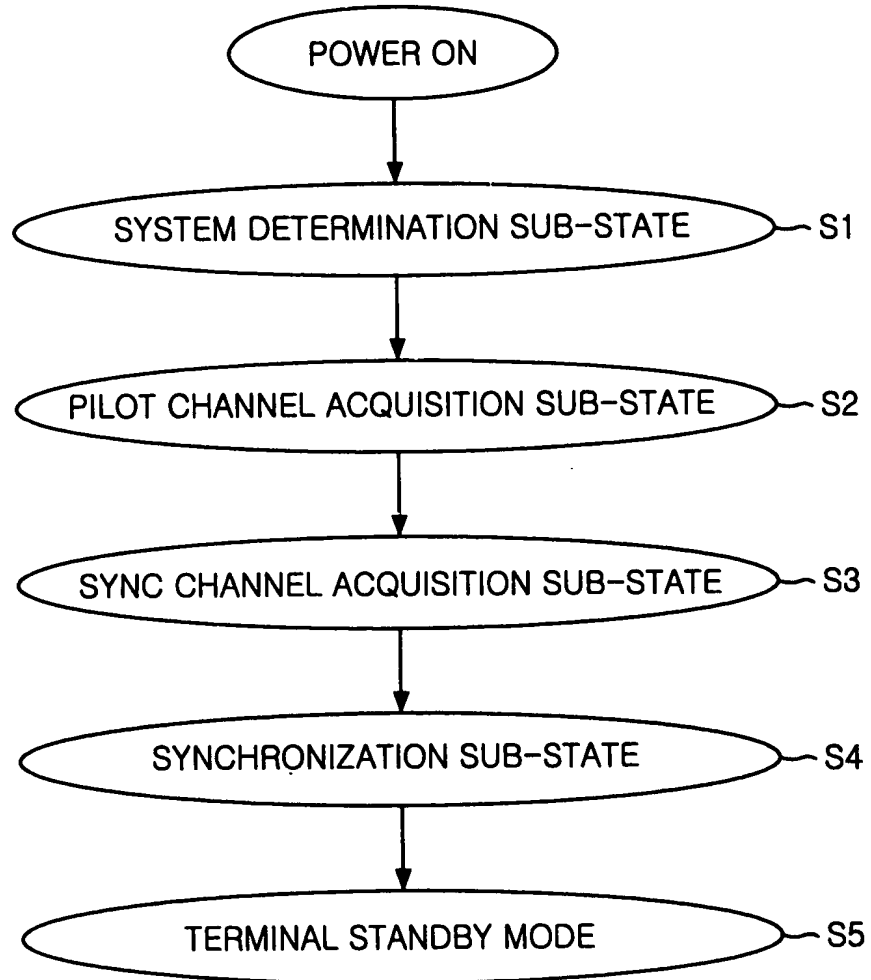 POWER ON
SYSTEM DETERMINATION SUB-STATE S1
PILOT CHANNEL ACQUISITION SUB-STATE S2
SYNC CHANNEL ACQUISITION SUB-STATE S3
SYNCHRONIZATION SUB-STATE S4
TERMINAL STANDBY MODE S5